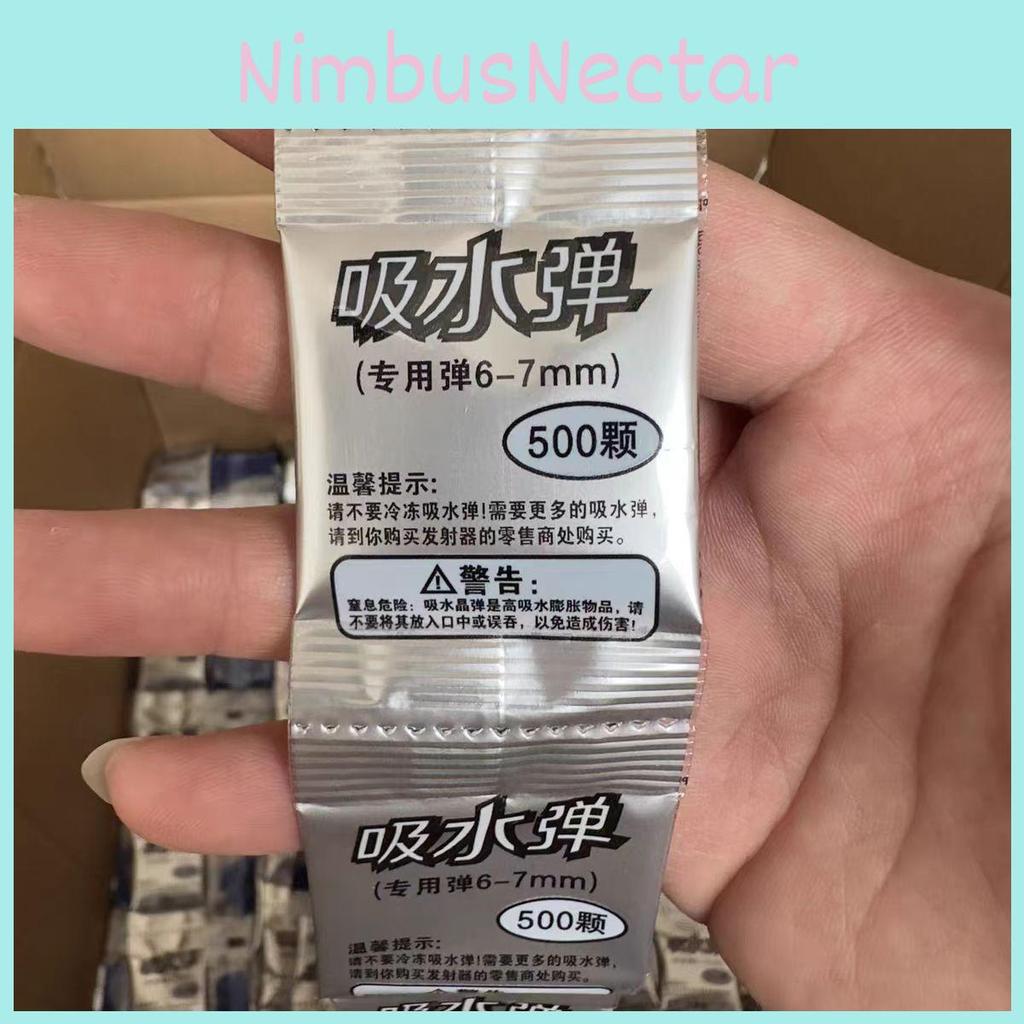 NimbusNectar
吸水弹
(专用弹6-7mm)
500颗
温馨提示:
请不要冷冻吸水弹!需要更多的吸水弹,
请到你购买发射器的零售商处购买。
⚠警告:
窒息危险:吸水晶弹是高吸水膨胀物品,请
不要将其放入口中或误吞,以免造成伤害!
吸水弹
(专用弹6-7mm)
500颗
温馨提示:
请不要冷冻吸水弹!需要更多的吸水弹,
请到你购买发射器的零售商处购买。
吸水弹